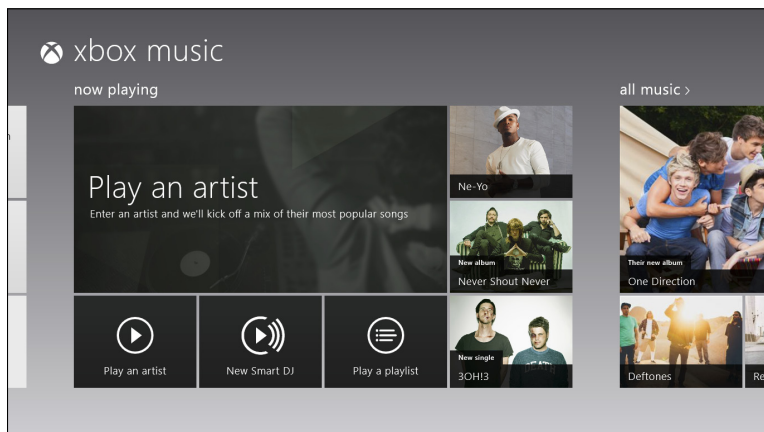 xbox music
now playing
all music >
Play an artist
Enter an artist and we'll kick off a mix of their most popular songs
Ne-Yo
New album
Never Shout Never
Their new album
One Direction
Play an artist
New Smart DJ
Play a playlist
New single
3OH!3
DEATH
Deftones
Re